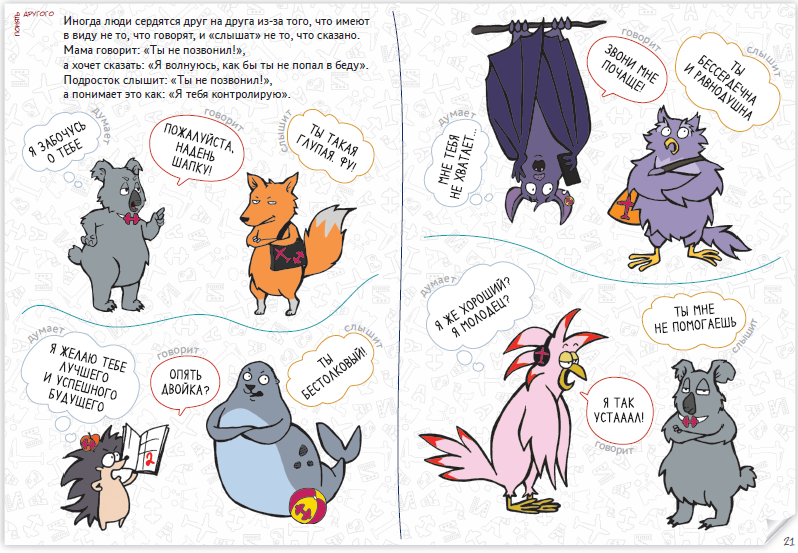 ПОНЯТЬ
ДРУГОГО
Иногда люди сердятся друг на друга из-за того, что имеют
в виду не то, что говорят, и «слышат» не то, что сказано.
Мама говорит: «Ты не позвонил!»,
а хочет сказать: «Я волнуюсь, как бы ты не попал в беду».
Подросток слышит: «Ты не позвонил!»,
а понимает это как: «Я тебя контролирую».
думает
Я ЗАБОЧУСЬ
О ТЕБЕ
говорит
ПОЖАЛУЙСТА,
НАДЕНЬ
ШАПКУ!
слышит
ТЫ ТАКАЯ
ГЛУПАЯ. ФУ!
думает
Я ЖЕЛАЮ ТЕБЕ
ЛУЧШЕГО
И УСПЕШНОГО
БУДУЩЕГО
говорит
ОПЯТЬ
ДВОЙКА?
слышит
ТЫ
БЕСТОЛКОВЫЙ!
2
думает
МНЕ ТЕБЯ
НЕ ХВАТАЕТ...
говорит
ЗВОНИ МНЕ
ПОЧАЩЕ!
слышит
ТЫ
БЕССЕРДЕЧНА
И РАВНОДУШНА
думает
Я ЖЕ ХОРОШИЙ?
Я МОЛОДЕЦ?
Я ТАК
УСТАААЛ!
говорит
ТЫ МНЕ
НЕ ПОМОГАЕШЬ
слышит
21